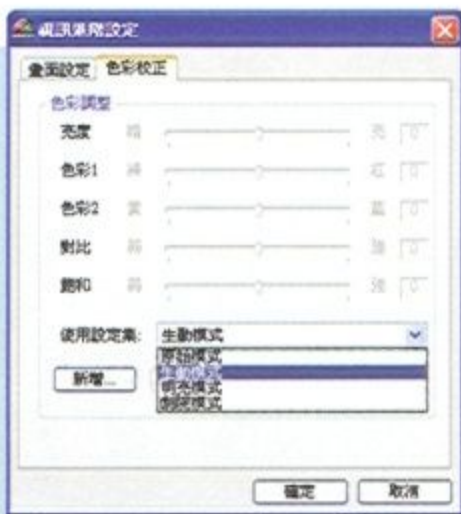 視訊進階設定
畫面設定 色彩校正
色彩調整
亮度 暗 亮 0
色彩1 綠 紅 0
色彩2 黃 藍 0
對比 弱 強 0
飽和 弱 強 0
使用設定集: 生動模式
原始模式
生動模式
明亮模式
劇院模式
新增...
確定 取消